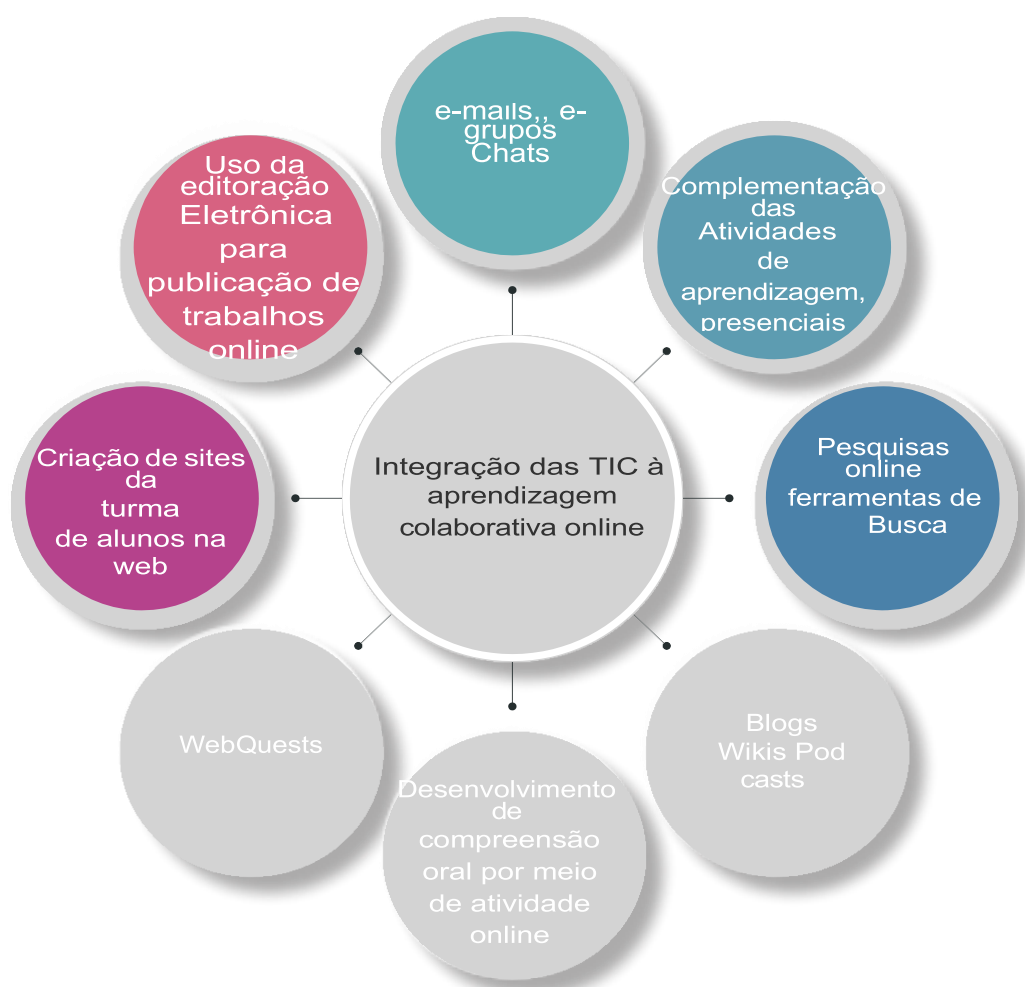 e-mails,, e-
grupos
Chats
Complementação
das
Atividades
de
aprendizagem,
presenciais
Pesquisas
online
ferramentas de
Busca
Blogs
Wikis Pod
casts
Desenvolvimento
de
compreensão
oral por meio
de atividade
online
WebQuests
Criação de sites
da
turma
de alunos na
web
Uso da
editoração
Eletrônica
para
publicação de
trabalhos
online
Integração das TIC à
aprendizagem
colaborativa online